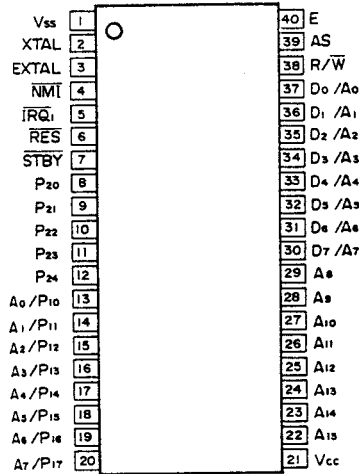 Vss 1 40 E
XTAL 2 39 AS
EXTAL 3 38 R/W̅
N̅M̅I̅ 4 37 D₀/A₀
I̅R̅Q̅₁ 5 36 D₁/A₁
R̅E̅S̅ 6 35 D₂/A₂
S̅T̅B̅Y̅ 7 34 D₃/A₃
P₂₀ 8 33 D₄/A₄
P₂₁ 9 32 D₅/A₅
P₂₂ 10 31 D₆/A₆
P₂₃ 11 30 D₇/A₇
P₂₄ 12 29 A₈
A₀/P₁₀ 13 28 A₉
A₁/P₁₁ 14 27 A₁₀
A₂/P₁₂ 15 26 A₁₁
A₃/P₁₃ 16 25 A₁₂
A₄/P₁₄ 17 24 A₁₃
A₅/P₁₅ 18 23 A₁₄
A₆/P₁₆ 19 22 A₁₅
A₇/P₁₇ 20 21 Vcc